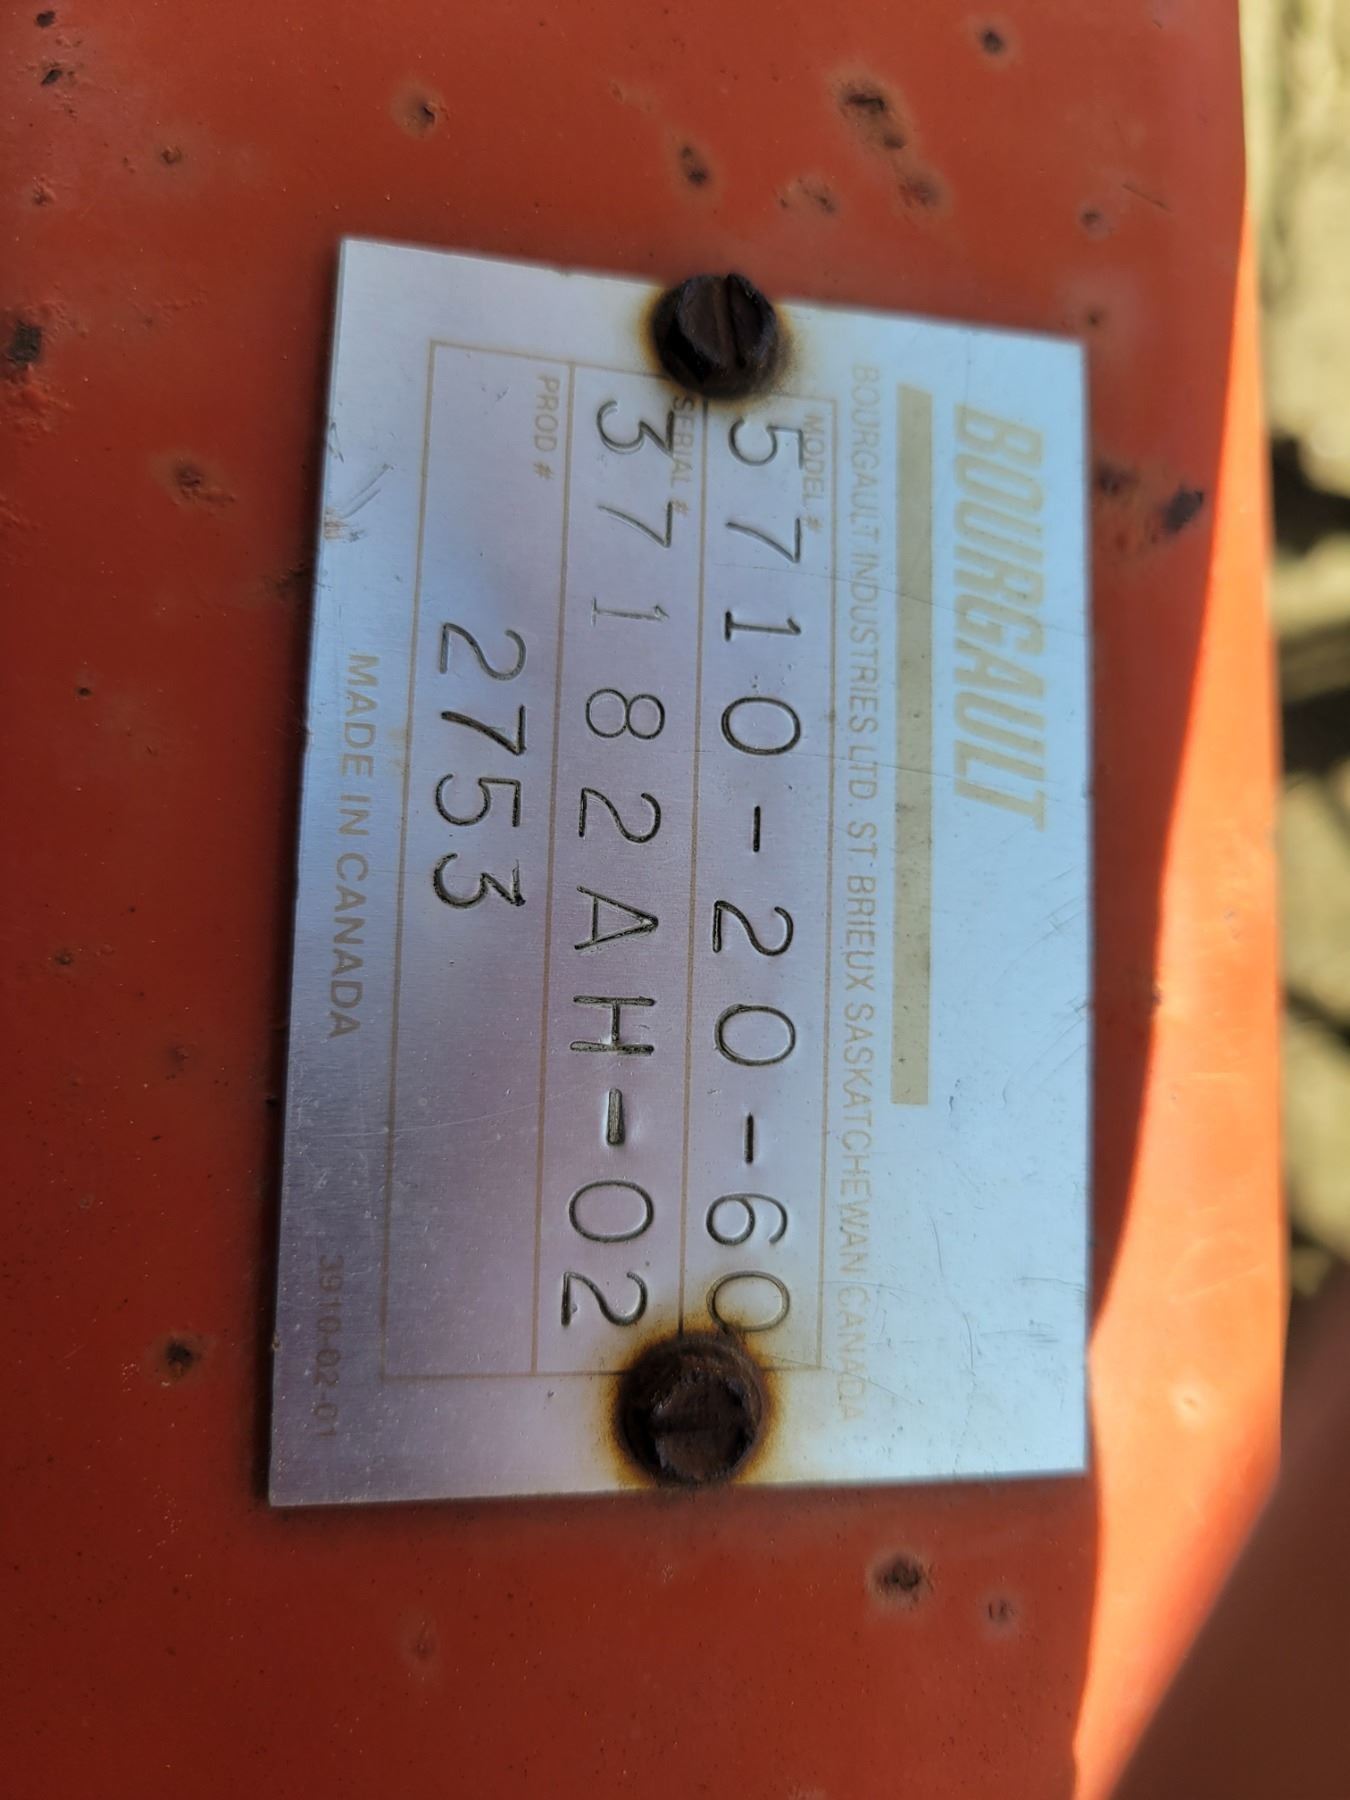 BOURGAULT
BOURGAULT INDUSTRIES LTD. ST. BRIEUX SASKATCHEWAN CANADA
MODEL #
5710-20-60
SERIAL #
37182AH-02
PROD #
2753
MADE IN CANADA
3910-02-01